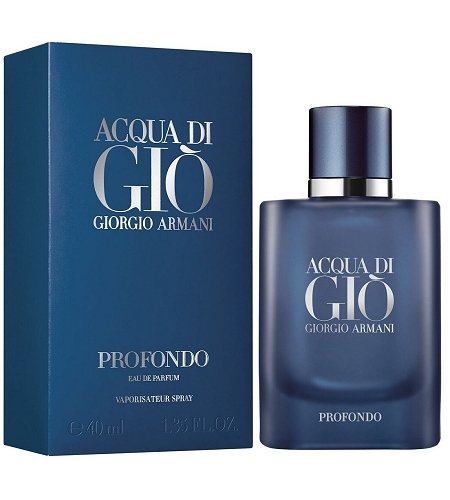 ACQUA DI
GIÒ
GIORGIO ARMANI
PROFONDO
EAU DE PARFUM
VAPORISATEUR SPRAY
℮ 40 ml 1.35 FL.OZ.
ACQUA DI
GIÒ
GIORGIO ARMANI
PROFONDO